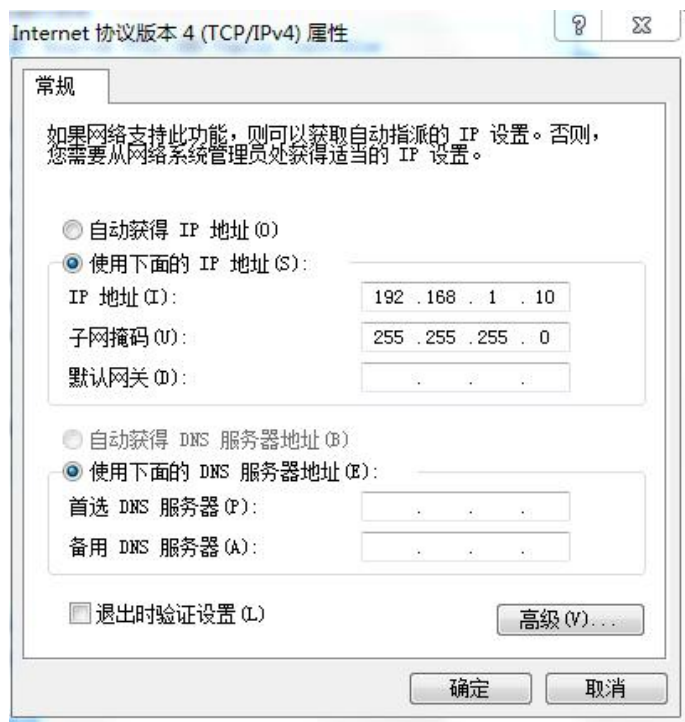 Internet 协议版本 4 (TCP/IPv4) 属性
常规
如果网络支持此功能，则可以获取自动指派的 IP 设置。否则，
您需要从网络系统管理员处获得适当的 IP 设置。
自动获得 IP 地址(O)
使用下面的 IP 地址(S):
IP 地址(I): 192 .168 . 1 . 10
子网掩码(U): 255 .255 .255 . 0
默认网关(D): . . .
自动获得 DNS 服务器地址(B)
使用下面的 DNS 服务器地址(E):
首选 DNS 服务器(P): . . .
备用 DNS 服务器(A): . . .
退出时验证设置(L)
高级(V)...
确定 取消